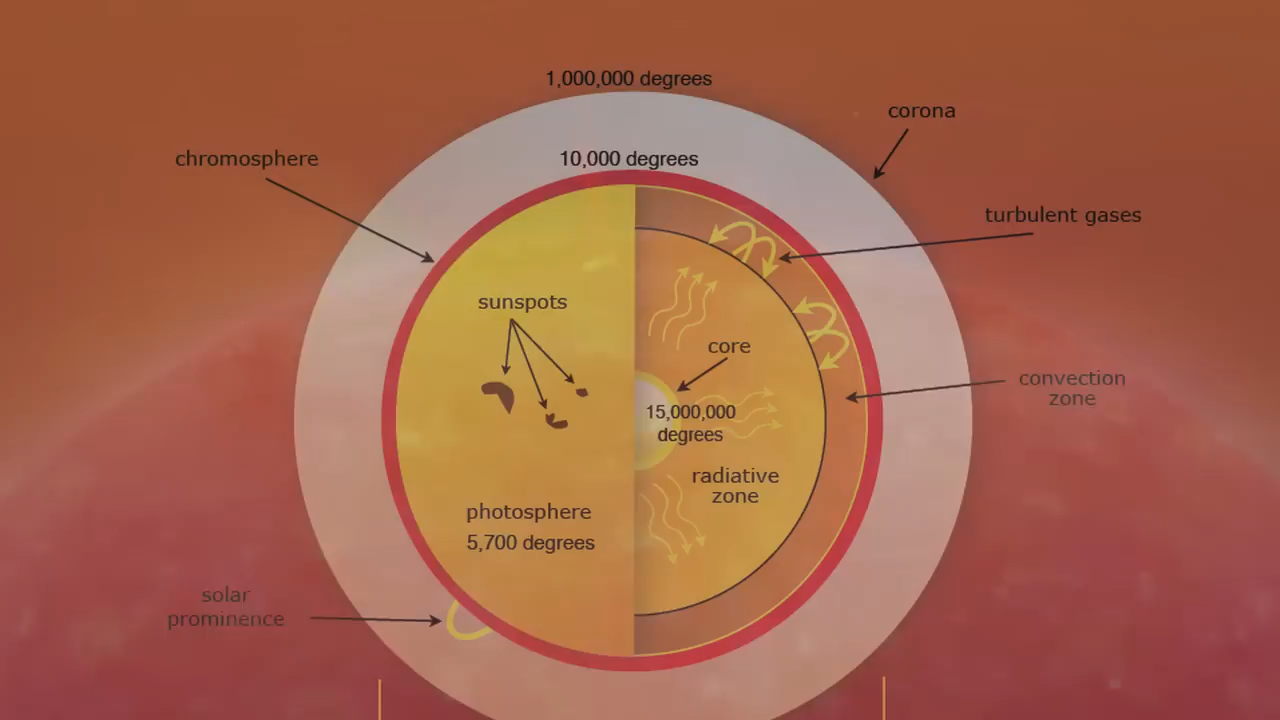 1,000,000 degrees
corona
chromosphere
10,000 degrees
turbulent gases
sunspots
core
convection
zone
15,000,000
degrees
radiative
zone
photosphere
5,700 degrees
solar
prominence